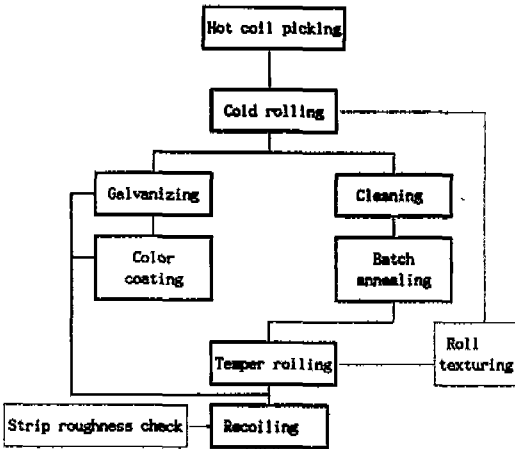 Hot coil picking
Cold rolling
Galvanizing
Cleaning
Color
coating
Batch
annealing
Temper rolling
Roll
texturing
Strip roughness check
Recoiling